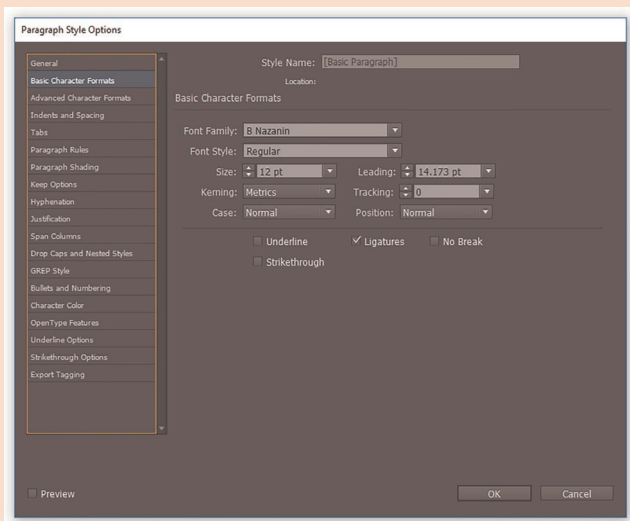 Paragraph Style Options
General
Basic Character Formats
Advanced Character Formats
Indents and Spacing
Tabs
Paragraph Rules
Paragraph Shading
Keep Options
Hyphenation
Justification
Span Columns
Drop Caps and Nested Styles
GREP Style
Bullets and Numbering
Character Color
OpenType Features
Underline Options
Strikethrough Options
Export Tagging
Style Name: [Basic Paragraph]
Location:
Basic Character Formats
Font Family: B Nazanin
Font Style: Regular
Size: 12 pt Leading: 14.173 pt
Kerning: Metrics Tracking: 0
Case: Normal Position: Normal
Underline Ligatures No Break
Strikethrough
Preview OK Cancel